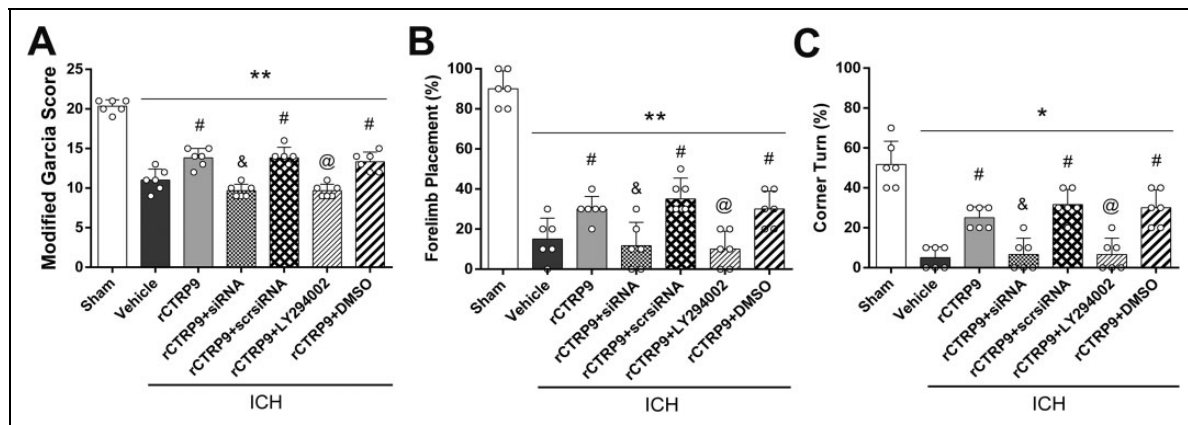 A
Modified Garcia Score
25
20
15
10
5
0
**
#
&
#
@
#
Sham
Vehicle
rCTRP9
rCTRP9+siRNA
rCTRP9+scrsiRNA
rCTRP9+LY294002
rCTRP9+DMSO
ICH
B
Forelimb Placement (%)
100
80
60
40
20
0
**
#
&
#
@
#
Sham
Vehicle
rCTRP9
rCTRP9+siRNA
rCTRP9+scrsiRNA
rCTRP9+LY294002
rCTRP9+DMSO
ICH
C
Corner Turn (%)
100
80
60
40
20
0
*
#
&
#
@
#
Sham
Vehicle
rCTRP9
rCTRP9+siRNA
rCTRP9+scrsiRNA
rCTRP9+LY294002
rCTRP9+DMSO
ICH